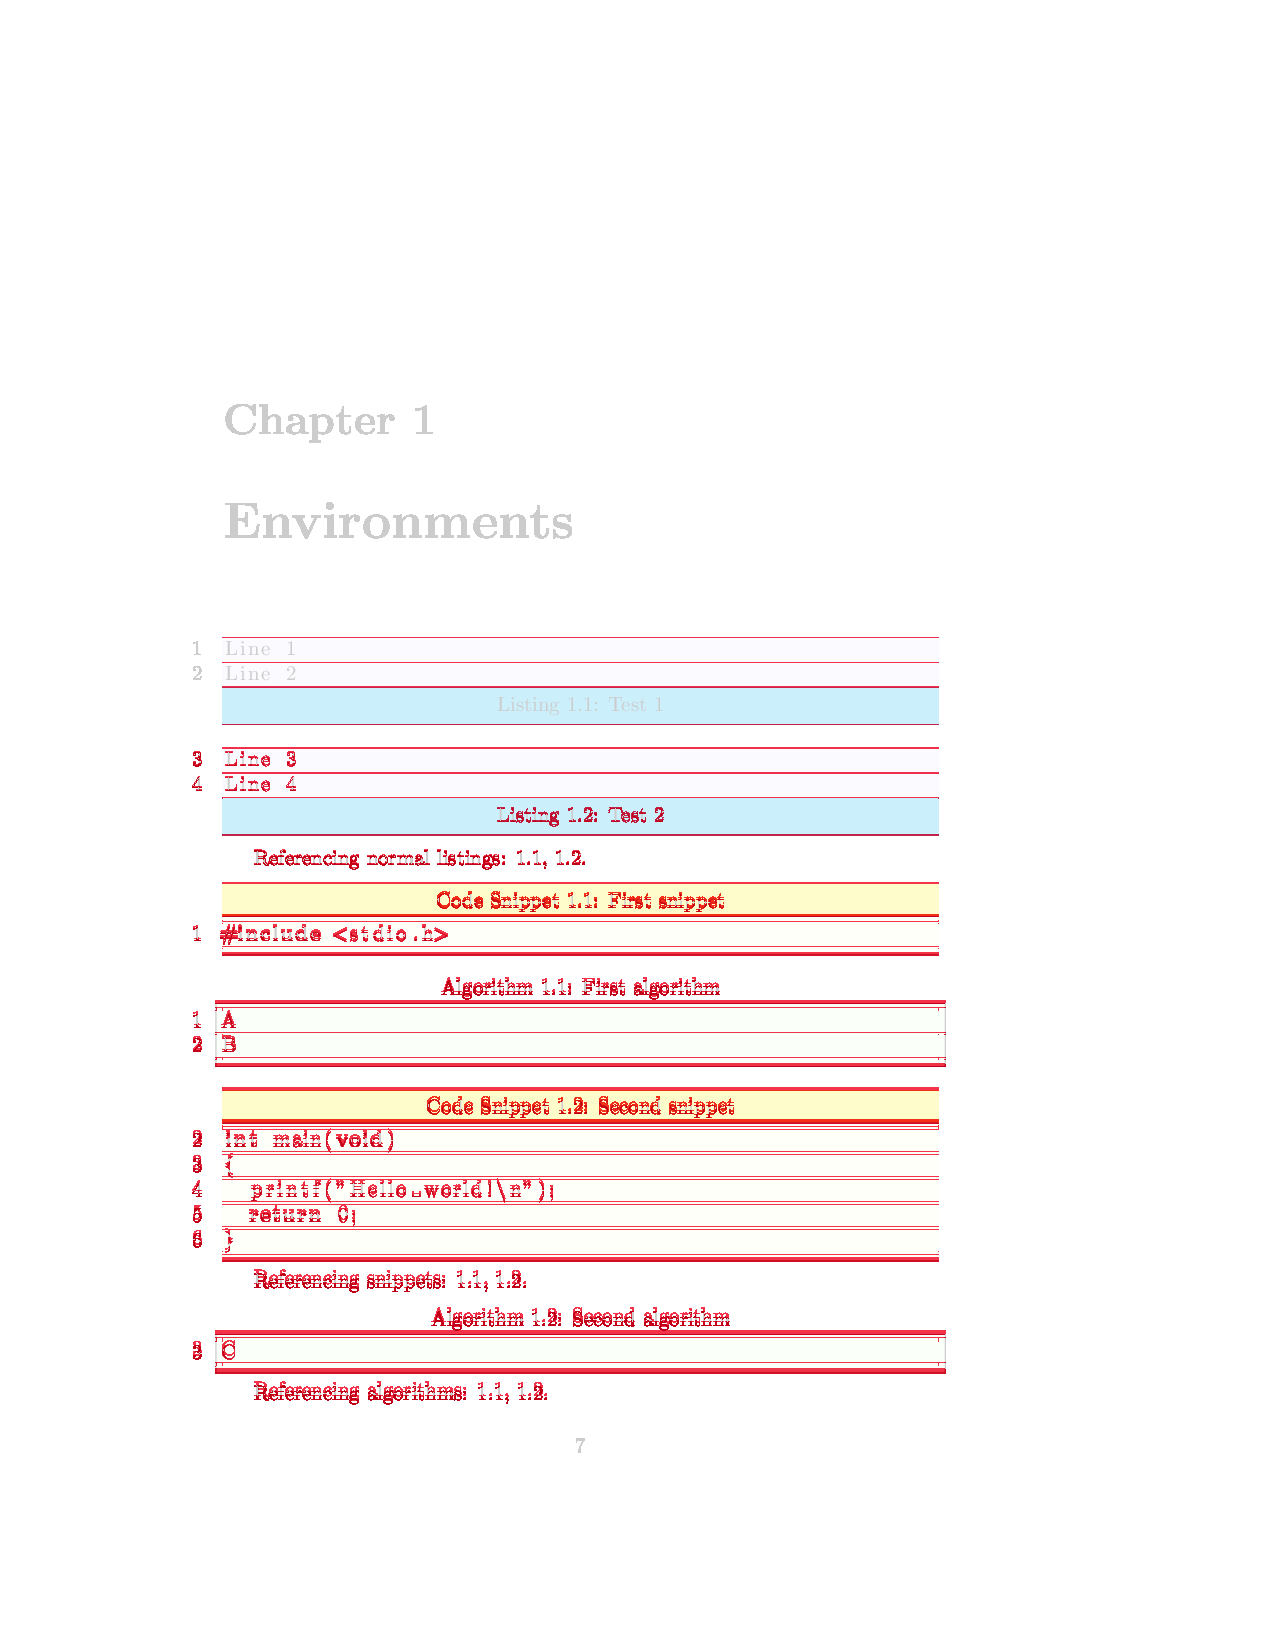 Chapter 1
Environments
1 Line 1
2 Line 2
Listing 1.1: Test 1
3 Line 3
4 Line 4
Listing 1.2: Test 2
Referencing normal listings: 1.1, 1.2.
Code Snippet 1.1: First snippet
1 #include <stdio.h>
Algorithm 1.1: First algorithm
1 A
2 B
Code Snippet 1.2: Second snippet
2 int main(void)
3 {
4 printf("Hello␣world!\n");
5 return 0;
6 }
Referencing snippets: 1.1, 1.2.
Algorithm 1.2: Second algorithm
3 C
Referencing algorithms: 1.1, 1.2.
7